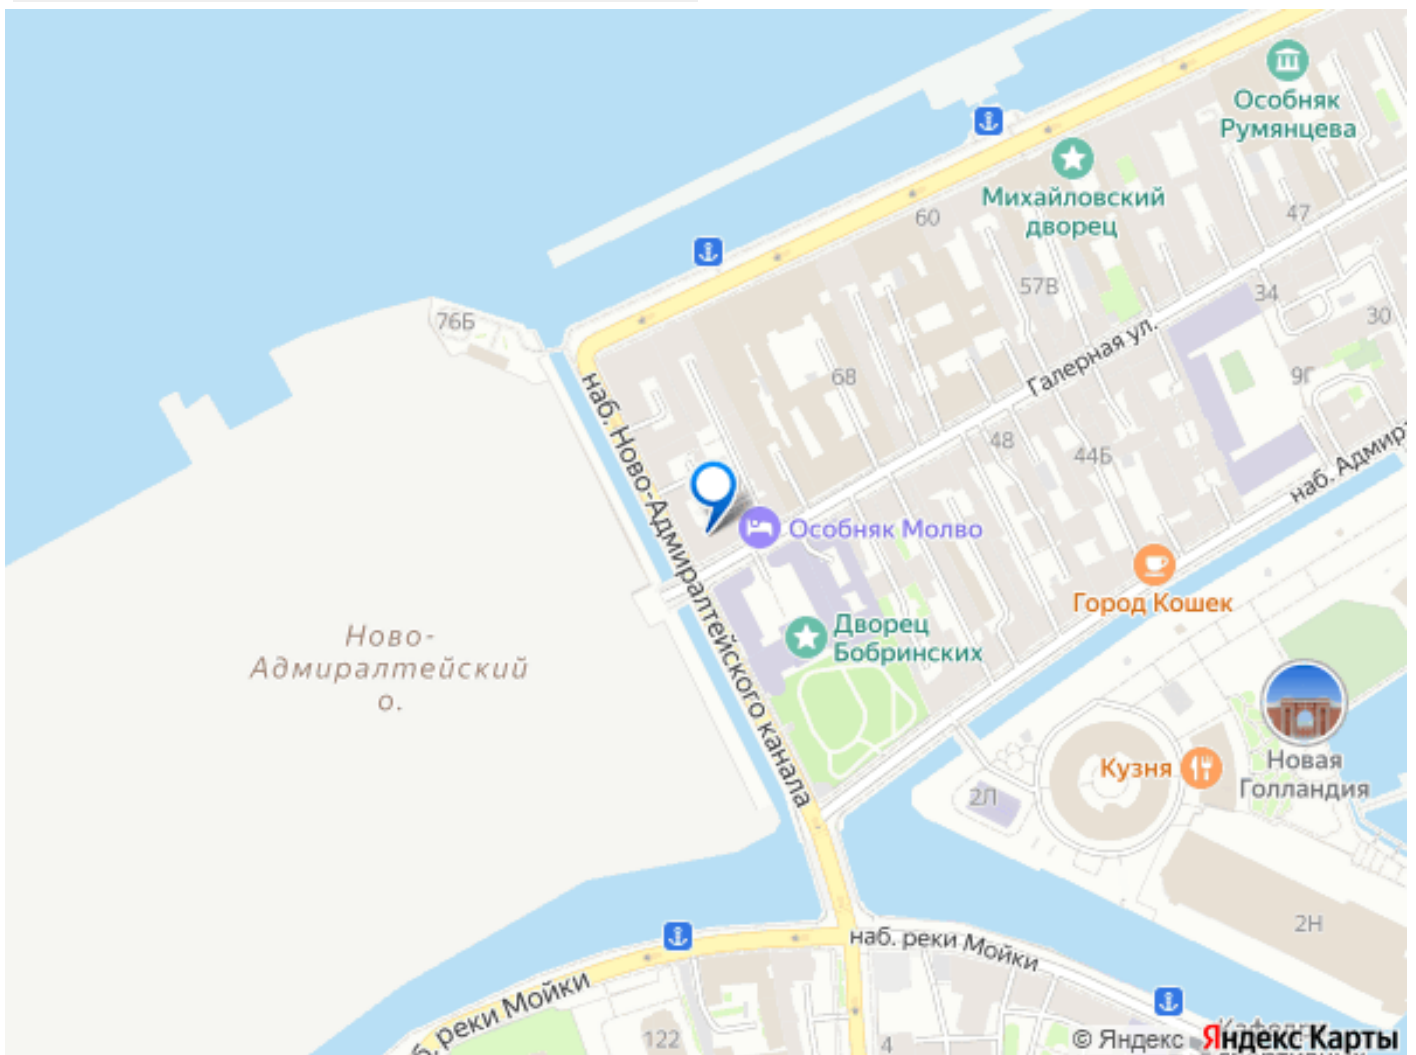 Особняк
Румянцева
Михайловский
дворец
60
47
57В
34
30
76Б
Галерная ул.
68
9Г
48
44Б
наб. Ново-Адмиралтейского канала
наб. Адмира
Особняк Молво
Город Кошек
Дворец
Бобринских
Ново-
Адмиралтейский
о.
Кузня
Новая
Голландия
2Л
2Н
наб. реки Мойки
б. реки Мойки
122
4
© Яндекс
Яндекс Карты